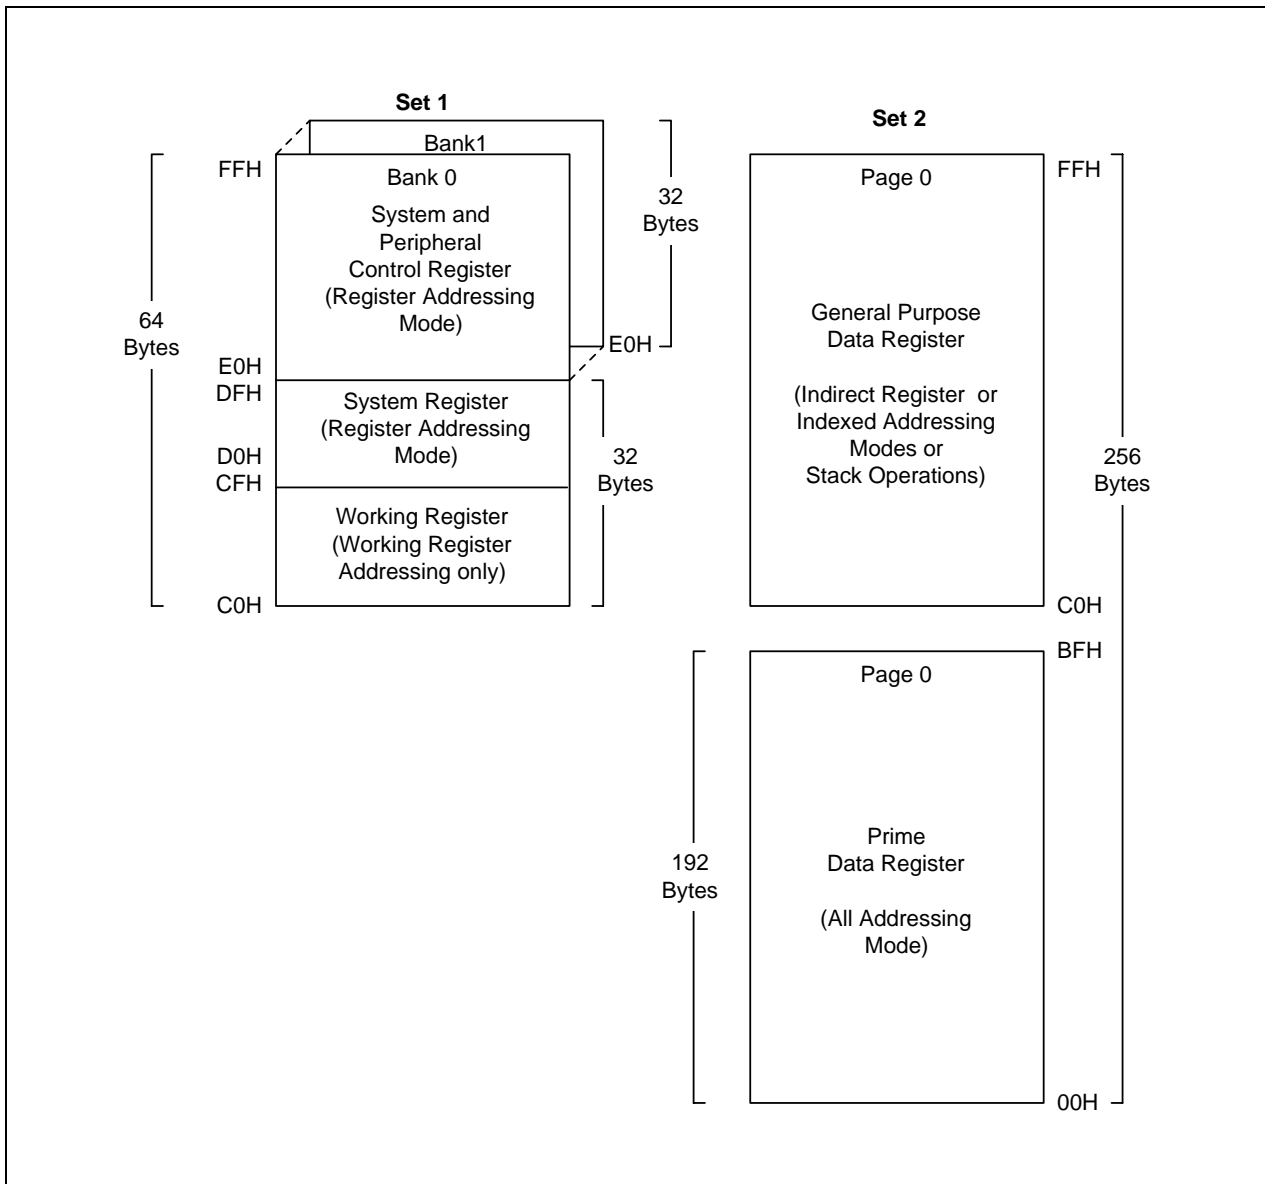 Set 1
Bank1
FFH
Bank 0
System and
Peripheral
Control Register
(Register Addressing
Mode)
32
Bytes
64
Bytes
E0H
E0H
DFH
System Register
(Register Addressing
Mode)
D0H
CFH
32
Bytes
Working Register
(Working Register
Addressing only)
C0H
Set 2
Page 0
FFH
General Purpose
Data Register
(Indirect Register or
Indexed Addressing
Modes or
Stack Operations)
256
Bytes
C0H
BFH
Page 0
192
Bytes
Prime
Data Register
(All Addressing
Mode)
00H